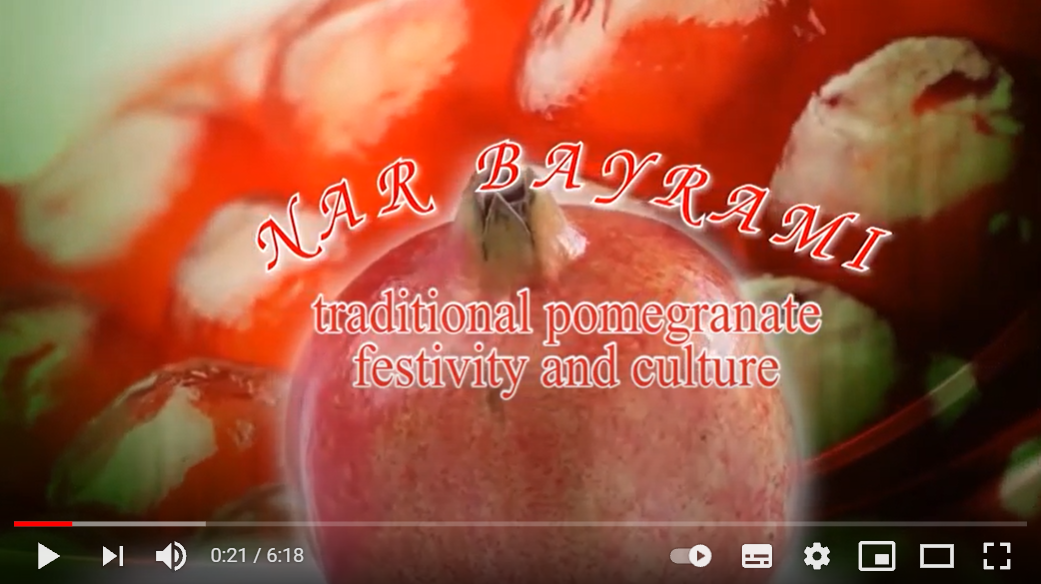 NAR BAYRAMI
traditional pomegranate
festivity and culture
0:21 / 6:18